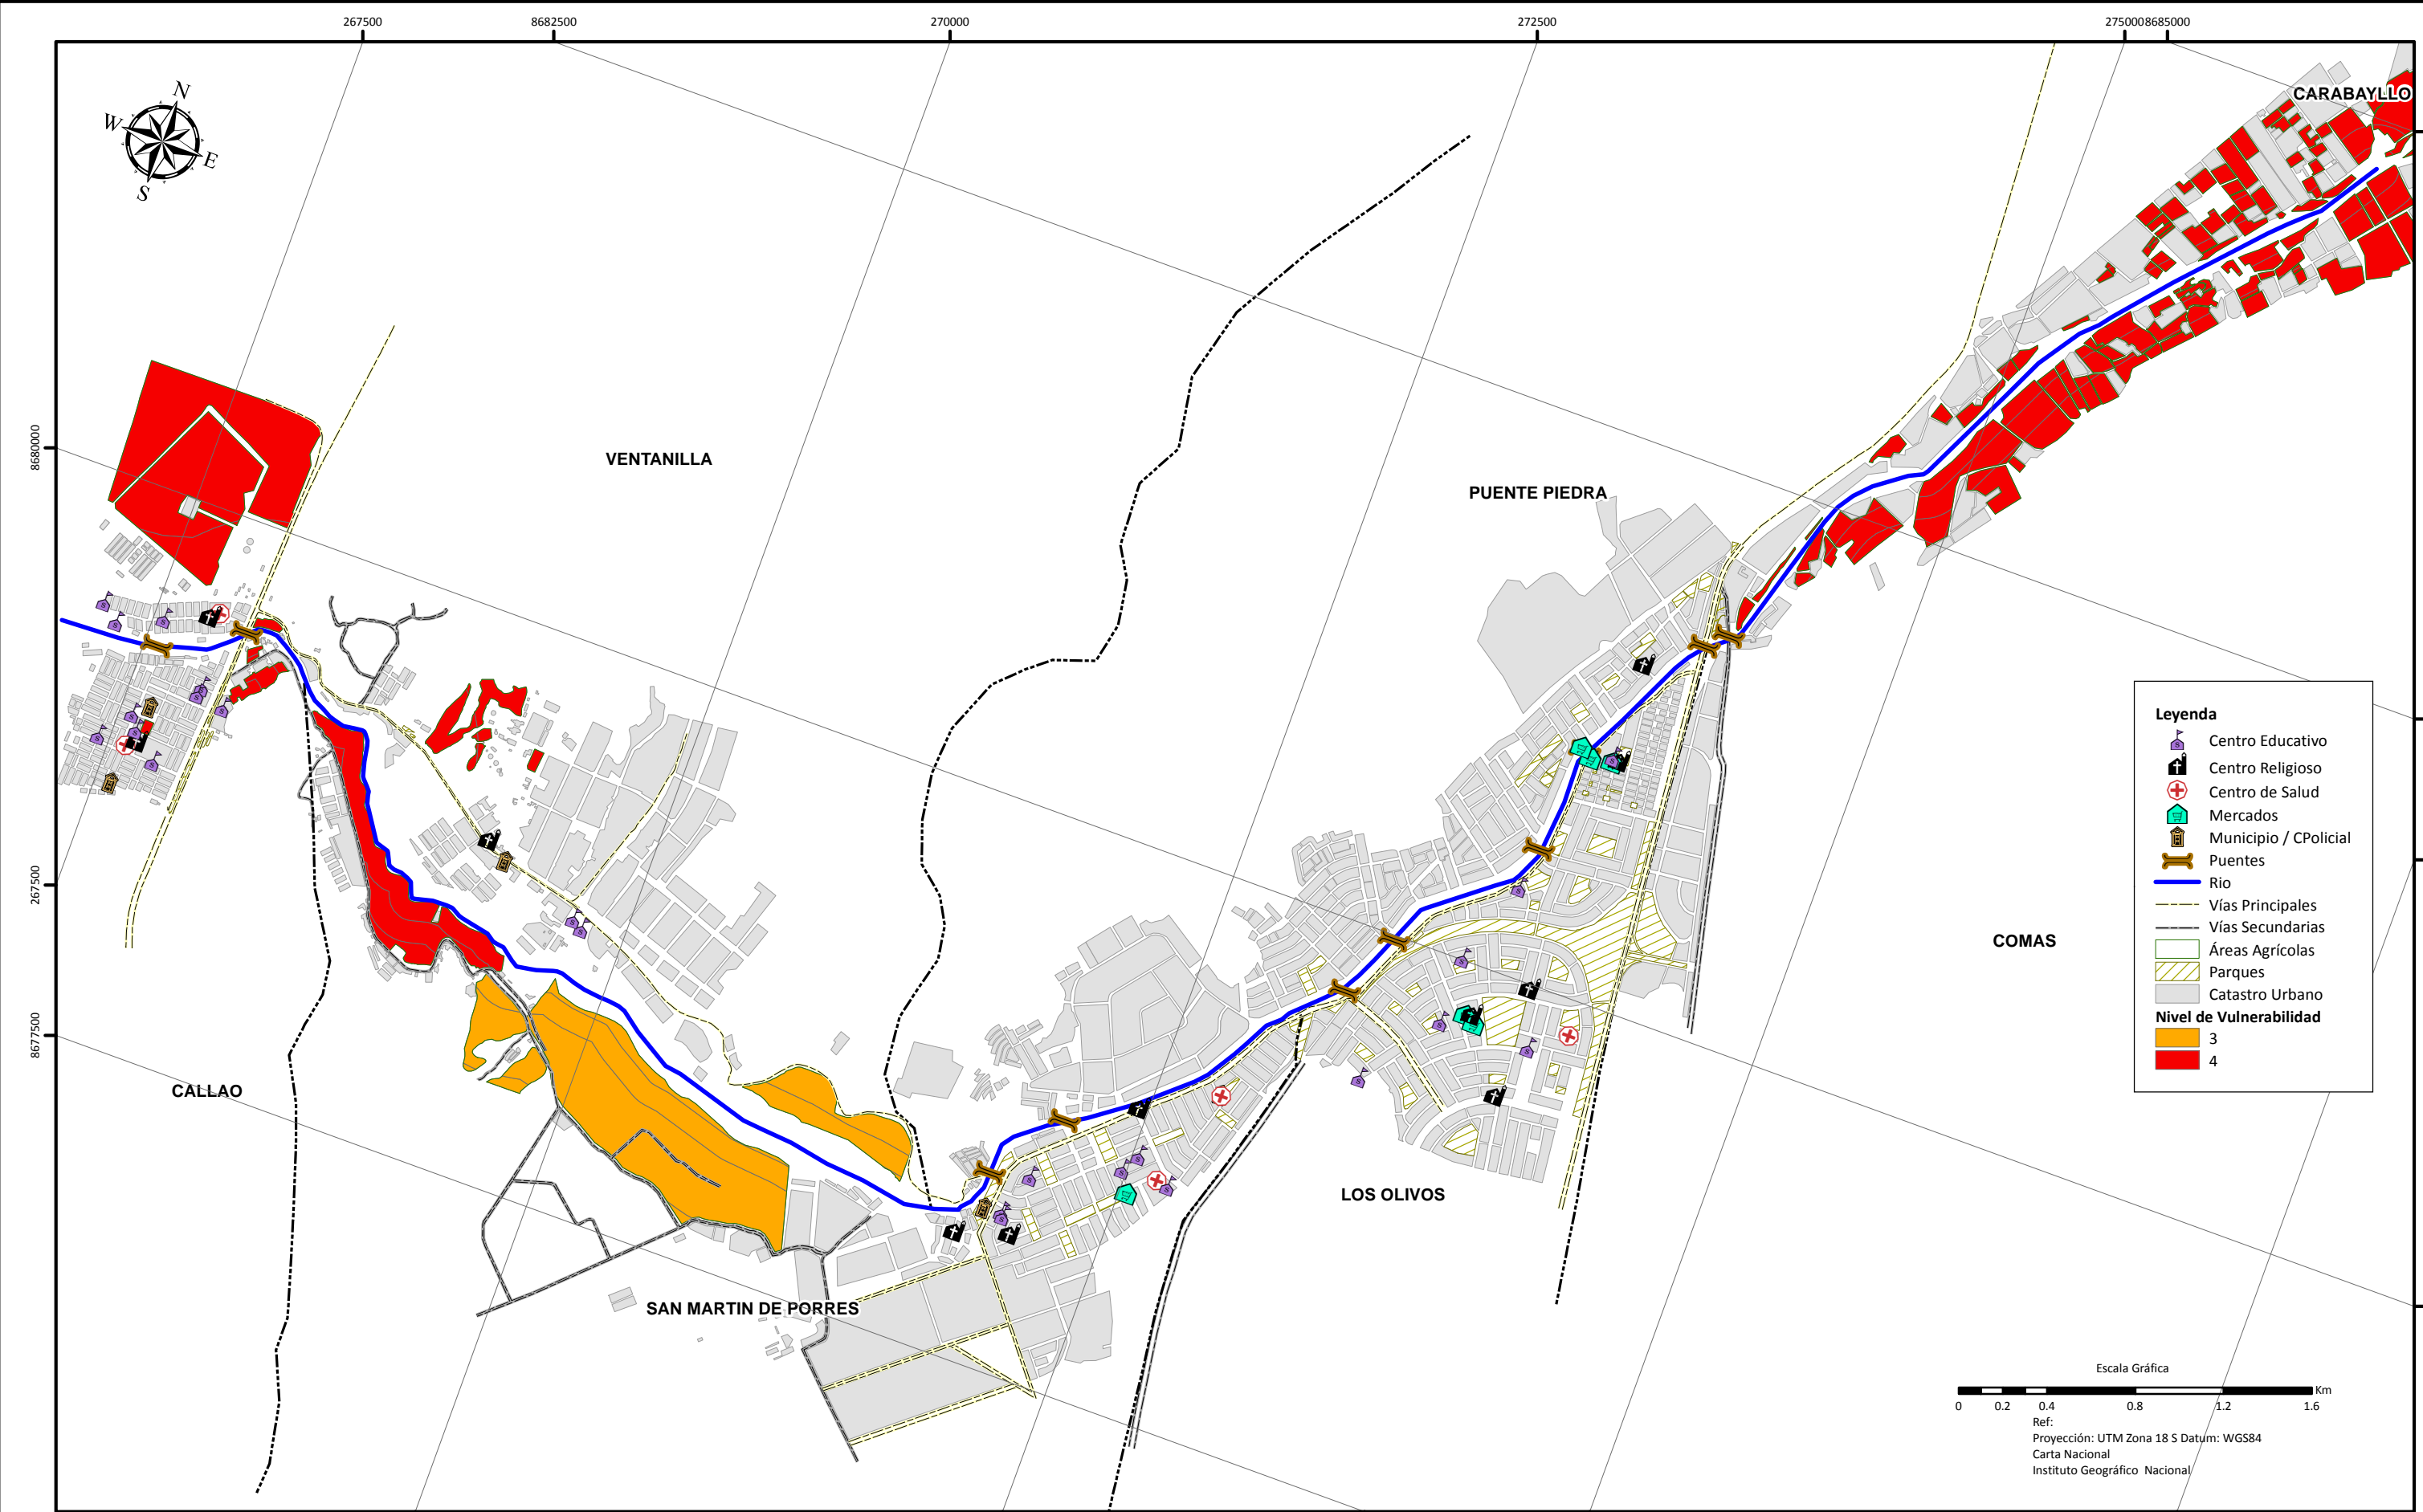 267500
8682500
270000
272500
275000
8685000
N
W
E
S
CARABAYLLO
8680000
VENTANILLA
PUENTE PIEDRA
267500
8677500
CALLAO
COMAS
LOS OLIVOS
SAN MARTIN DE PORRES
Leyenda
Centro Educativo
Centro Religioso
Centro de Salud
Mercados
Municipio / CPolicial
Puentes
Rio
Vías Principales
Vías Secundarias
Áreas Agrícolas
Parques
Catastro Urbano
Nivel de Vulnerabilidad
3
4
Escala Gráfica
Km
0 0.2 0.4 0.8 1.2 1.6
Ref:
Proyección: UTM Zona 18 S Datum: WGS84
Carta Nacional
Instituto Geográfico Nacional